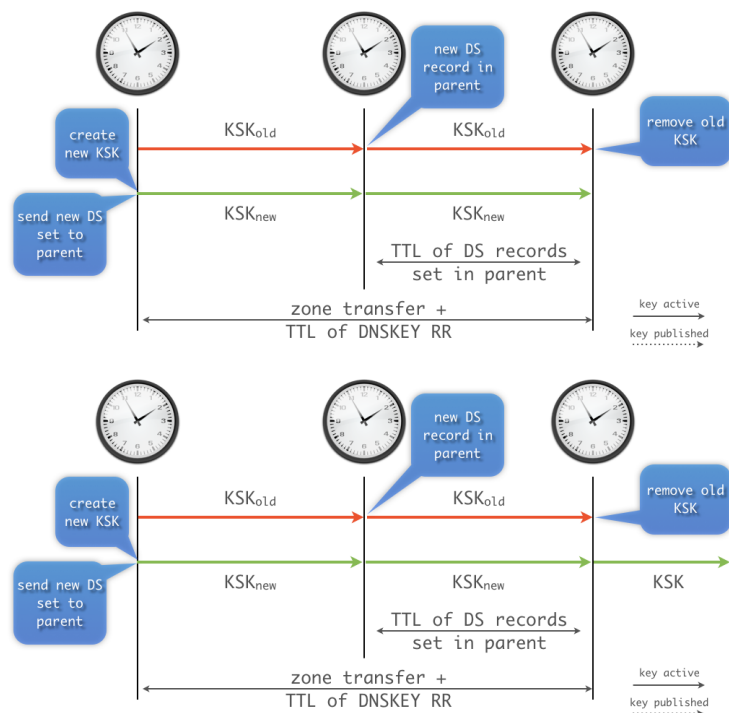 new DS
record in
parent
create
new KSK
KSKold
KSKold
remove old
KSK
send new DS
set to
parent
KSKnew
KSKnew
TTL of DS records
set in parent
zone transfer +
TTL of DNSKEY RR
key active
key published
new DS
record in
parent
create
new KSK
KSKold
KSKold
remove old
KSK
send new DS
set to
parent
KSKnew
KSKnew
KSK
TTL of DS records
set in parent
zone transfer +
TTL of DNSKEY RR
key active
key published